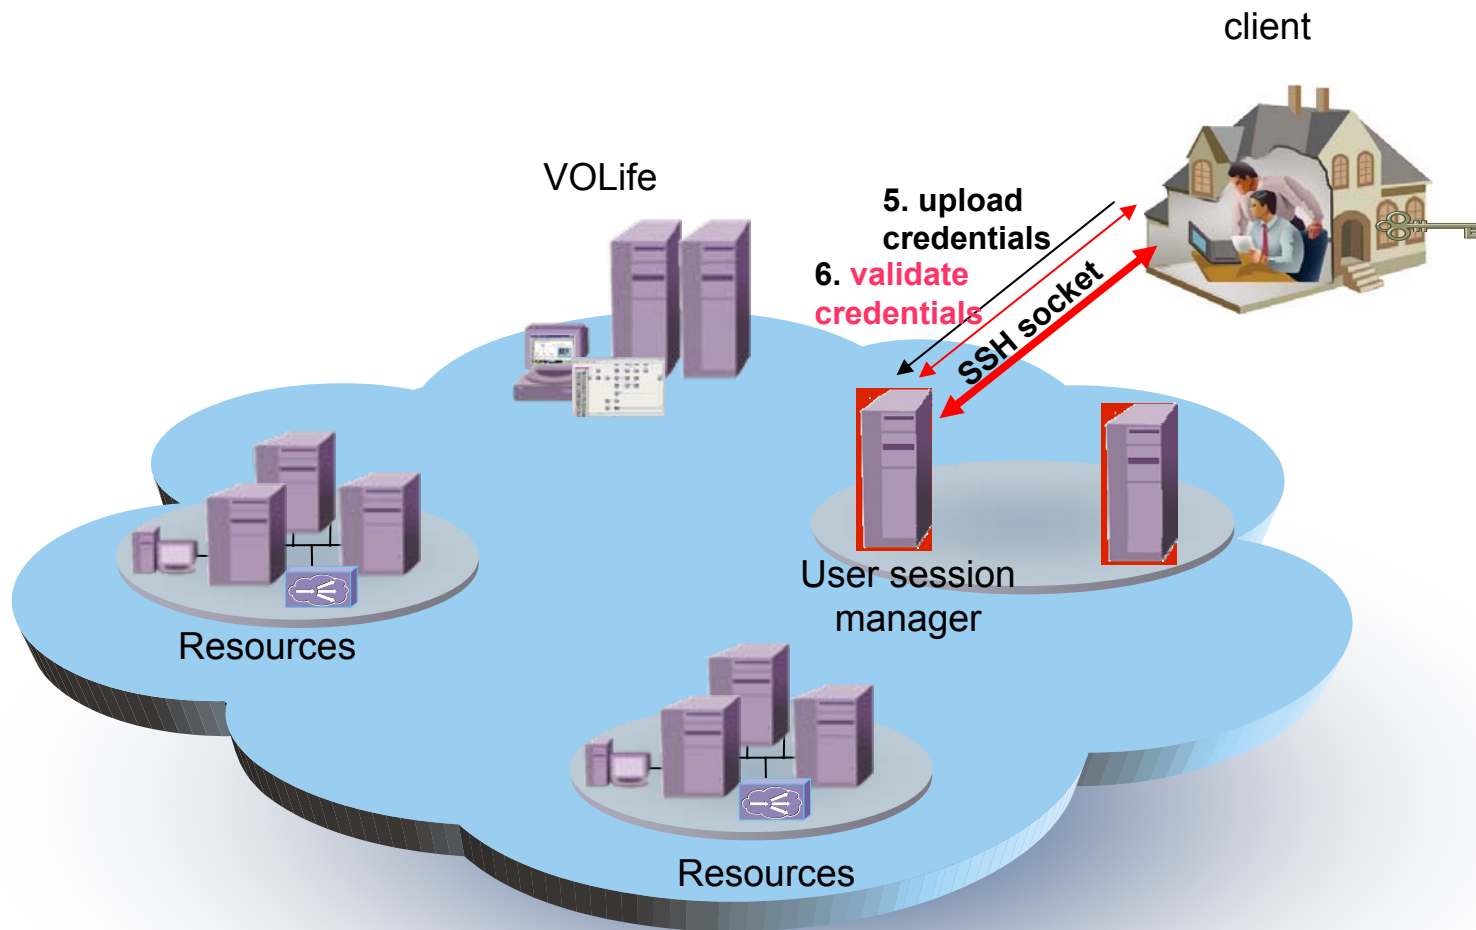 client
VOLife
5. upload
credentials
6. validate
credentials
SSH socket
User session
manager
Resources
Resources